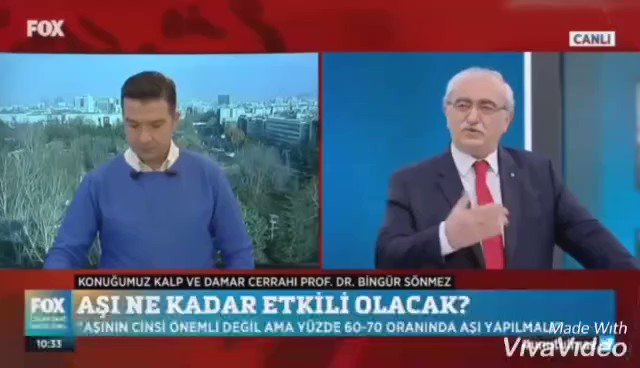 FOX
CANLI
KONUĞUMUZ KALP VE DAMAR CERRAHI PROF. DR. BİNGÜR SÖNMEZ
FOX
AŞI NE KADAR ETKİLİ OLACAK?
"AŞININ CİNSİ ÖNEMLİ DEĞİL AMA YÜZDE 60-70 ORANINDA AŞI YAPILMALI"
10:33
Made With
VivaVideo